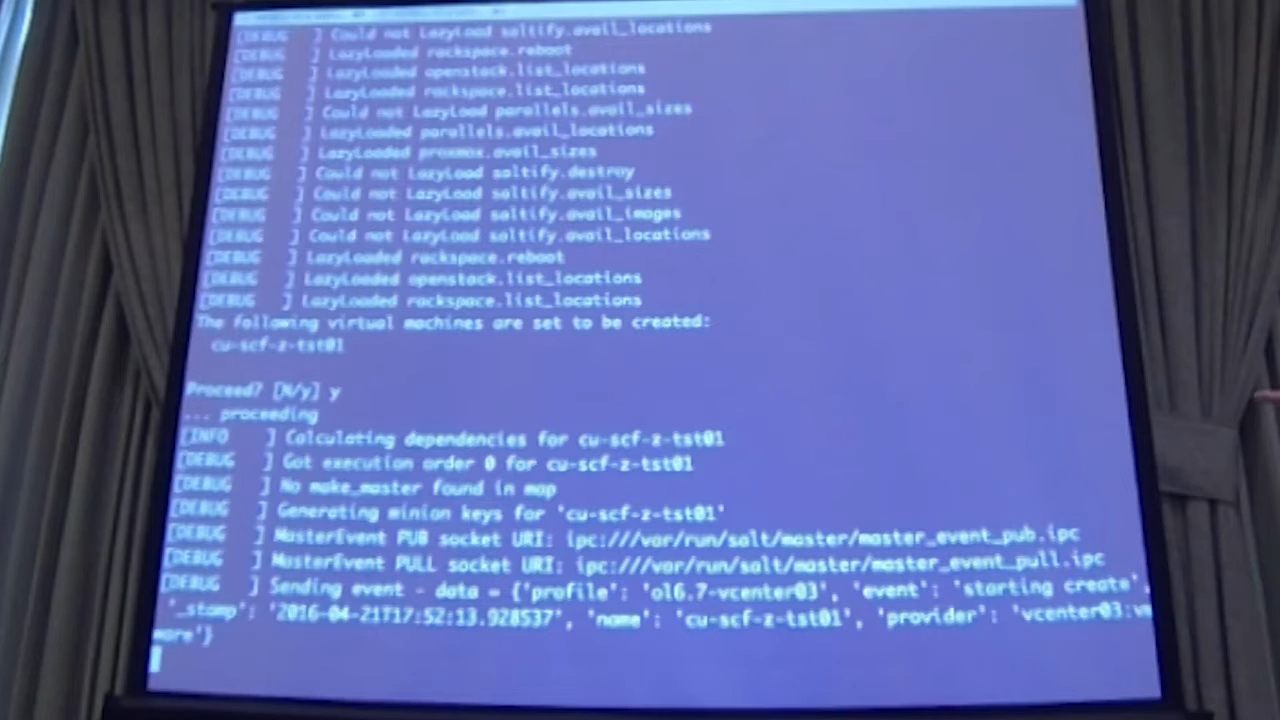 [DEBUG   ] Could not LazyLoad saltify.avail_locations
[DEBUG   ] LazyLoaded rackspace.reboot
[DEBUG   ] LazyLoaded openstack.list_locations
[DEBUG   ] LazyLoaded rackspace.list_locations
[DEBUG   ] Could not LazyLoad parallels.avail_sizes
[DEBUG   ] LazyLoaded parallels.avail_locations
[DEBUG   ] LazyLoaded proxmox.avail_sizes
[DEBUG   ] Could not LazyLoad saltify.destroy
[DEBUG   ] Could not LazyLoad saltify.avail_sizes
[DEBUG   ] Could not LazyLoad saltify.avail_images
[DEBUG   ] Could not LazyLoad saltify.avail_locations
[DEBUG   ] LazyLoaded rackspace.reboot
[DEBUG   ] LazyLoaded openstack.list_locations
[DEBUG   ] LazyLoaded rackspace.list_locations
The following virtual machines are set to be created:
cu-scf-z-tst01
Proceed? [N/y] y
... proceeding
[INFO    ] Calculating dependencies for cu-scf-z-tst01
[DEBUG   ] Got execution order 0 for cu-scf-z-tst01
[DEBUG   ] No make_master found in map
[DEBUG   ] Generating minion keys for 'cu-scf-z-tst01'
[DEBUG   ] MasterEvent PUB socket URI: ipc:///var/run/salt/master/master_event_pub.ipc
[DEBUG   ] MasterEvent PULL socket URI: ipc:///var/run/salt/master/master_event_pull.ipc
[DEBUG   ] Sending event - data = {'profile': 'ol6.7-vcenter03', 'event': 'starting create',
'_stamp': '2016-04-21T17:52:13.928537', 'name': 'cu-scf-z-tst01', 'provider': 'vcenter03:vm
ware'}